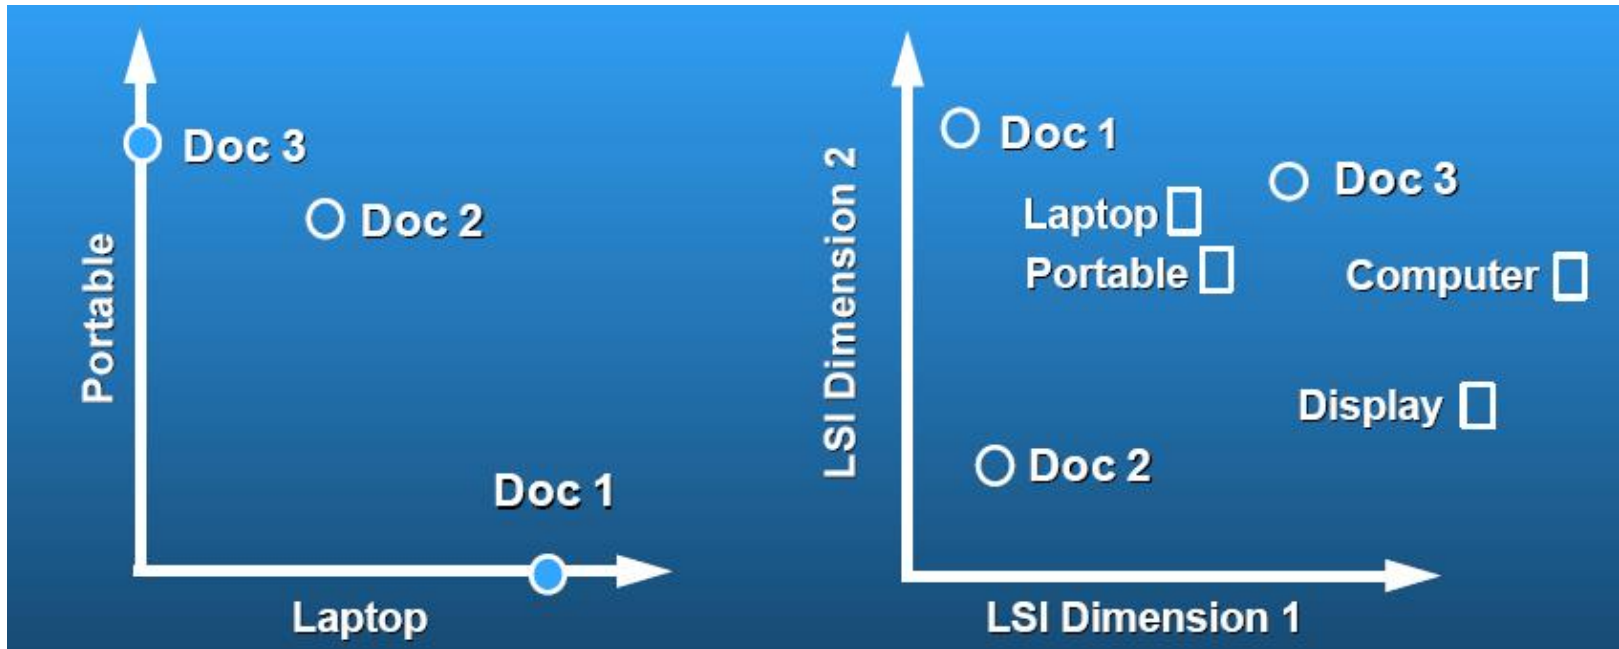 Portable
Doc 3
Doc 2
Doc 1
Laptop
LSI Dimension 2
Doc 1
Doc 3
Laptop
Portable
Computer
Display
Doc 2
LSI Dimension 1